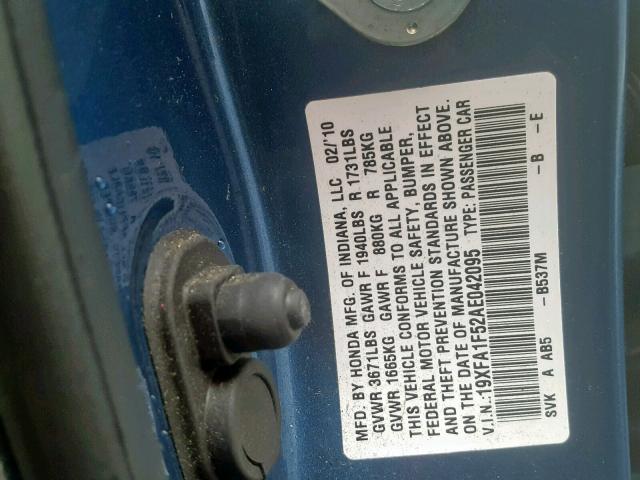 MFD. BY HONDA MFG. OF INDIANA, LLC 02/'10
GVWR 3671LBS GAWR F 1940LBS R 1731LBS
GVWR 1665KG GAWR F 880KG R 785KG
THIS VEHICLE CONFORMS TO ALL APPLICABLE
FEDERAL MOTOR VEHICLE SAFETY, BUMPER,
AND THEFT PREVENTION STANDARDS IN EFFECT
ON THE DATE OF MANUFACTURE SHOWN ABOVE.
V.I.N.:19XFA1F52AE042095 TYPE: PASSENGER CAR
SVK A AB5 -B537M -B -E